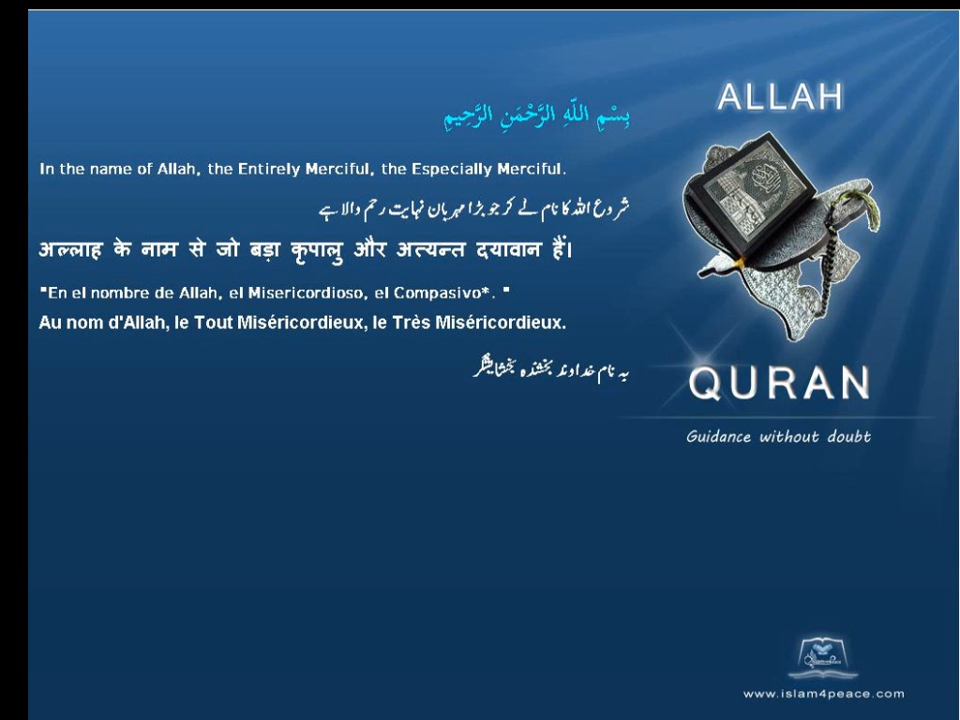 بِسْمِ اللّهِ الرَّحْمَنِ الرَّحِيمِ
In the name of Allah, the Entirely Merciful, the Especially Merciful.
شروع الله کا نام لے کر جو بڑا مہربان نہایت رحم والا ہے
अल्लाह के नाम से जो बड़ा कृपालु और अत्यन्त दयावान हैं।
"En el nombre de Allah, el Misericordioso, el Compasivo*. "
Au nom d'Allah, le Tout Miséricordieux, le Très Miséricordieux.
به نام خداوند بخشنده بخشایشگر
ALLAH
QURAN
Guidance without doubt
www.islam4peace.com